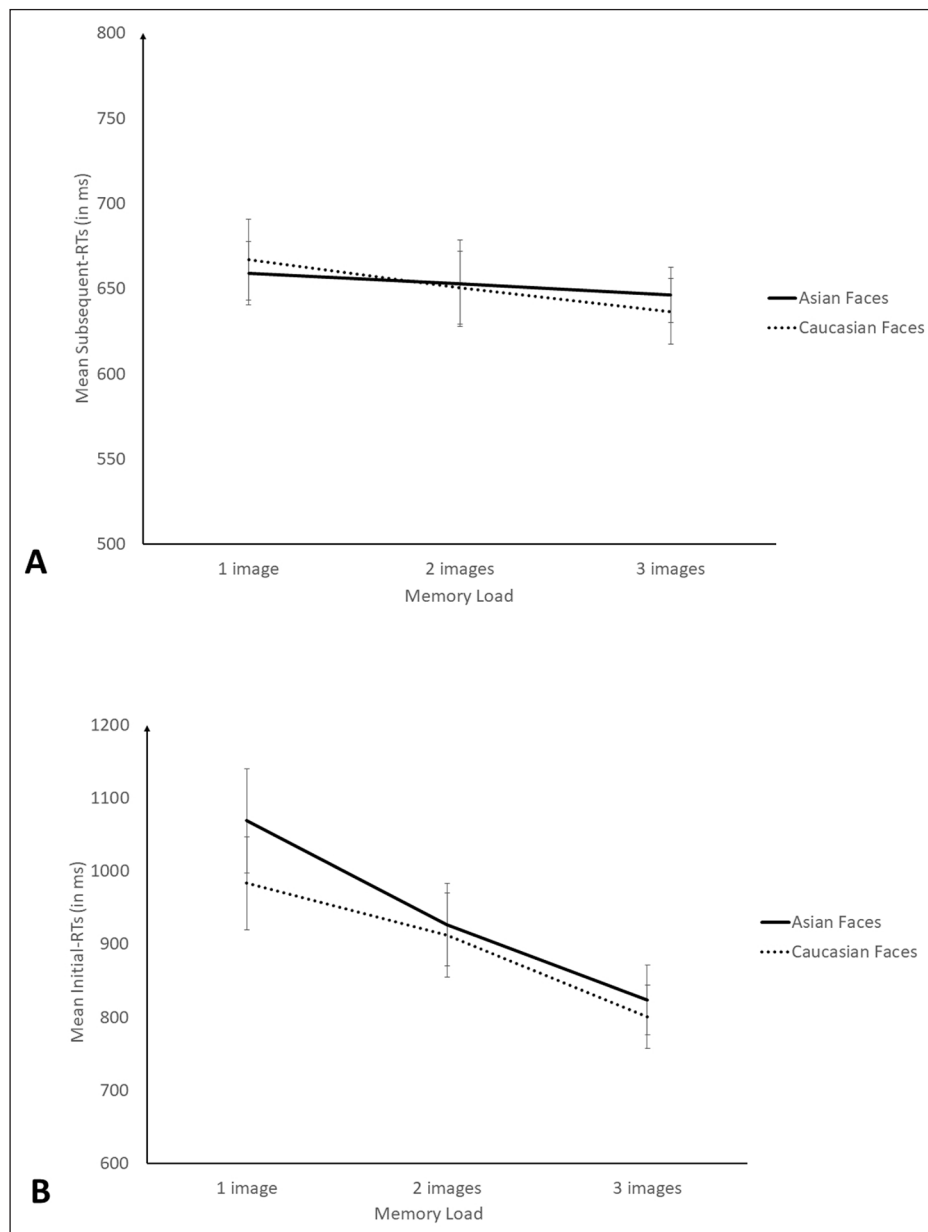 800
750
700
650
600
550
500
Mean Subsequent-RTs (in ms)
1 image 2 images 3 images
Memory Load
Asian Faces
Caucasian Faces
A
1200
1100
1000
900
800
700
600
Mean Initial-RTs (in ms)
1 image 2 images 3 images
Memory Load
Asian Faces
Caucasian Faces
B